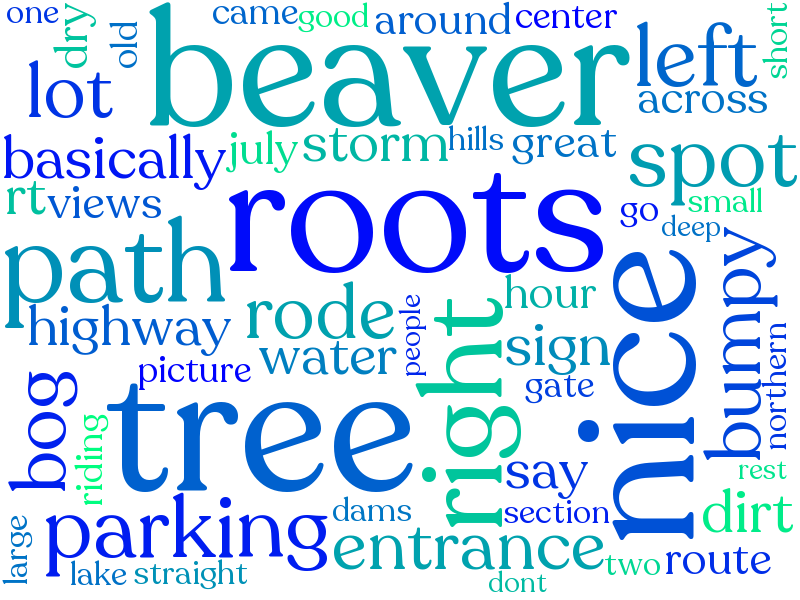 one
dry
old
came
good
around
center
short
beaver
left
lot
across
basically
july
storm
hills
great
spot
rt
views
roots
go
small
deep
path
highway
rode
hour
nice
bumpy
water
people
right
sign
northern
picture
gate
bog
tree
riding
say
rest
parking
dams
section
dirt
large
lake
straight
entrance
two
route
dont